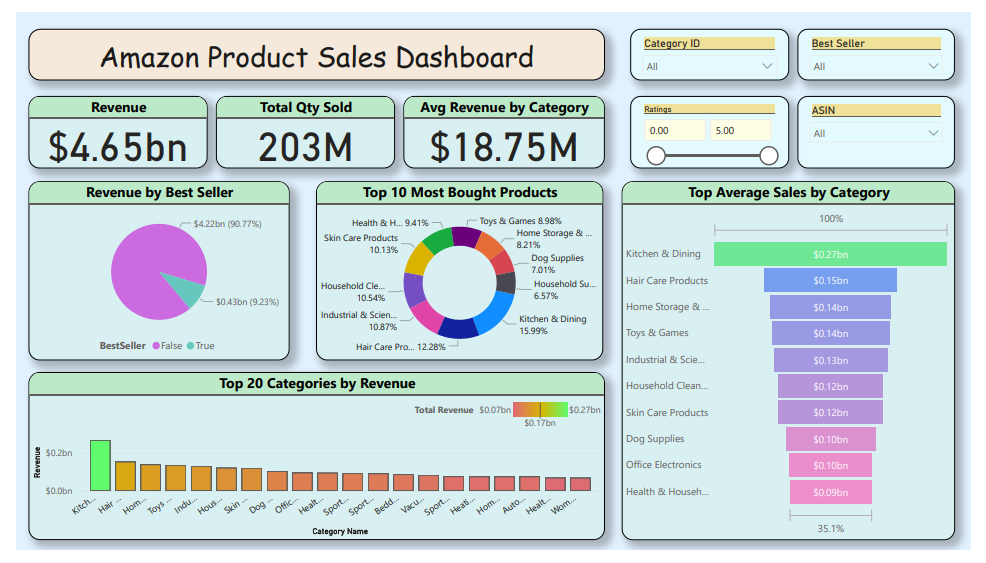 Amazon Product Sales Dashboard
Category ID
All
Best Seller
All
Revenue
$4.65bn
Total Qty Sold
203M
Avg Revenue by Category
$18.75M
Ratings
0.00
5.00
ASIN
All
Revenue by Best Seller
$4.22bn (90.77%)
$0.43bn (9.23%)
BestSeller
False
True
Top 10 Most Bought Products
Health & H... 9.41%
Toys & Games 8.98%
Skin Care Products
10.13%
Home Storage & ...
8.21%
Dog Supplies
7.01%
Household Cle...
10.54%
Household Su...
6.57%
Industrial & Scien...
10.87%
Kitchen & Dining
15.99%
Hair Care Pro... 12.28%
Top Average Sales by Category
100%
Kitchen & Dining
$0.27bn
Hair Care Products
$0.15bn
Home Storage & ...
$0.14bn
Toys & Games
$0.14bn
Industrial & Scie...
$0.13bn
Household Clean...
$0.12bn
Skin Care Products
$0.12bn
Dog Supplies
$0.10bn
Office Electronics
$0.10bn
Health & Househ...
$0.09bn
35.1%
Top 20 Categories by Revenue
Total Revenue
$0.07bn
$0.27bn
$0.17bn
Revenue
$0.2bn
$0.0bn
Kitch...
Hair ...
Hom...
Toys ...
Indu...
Hous...
Skin ...
Dog ...
Offic...
Healt...
Sport...
Sport...
Bedd...
Vacu...
Sport...
Heati...
Hom...
Auto...
Healt...
Wom...
Category Name